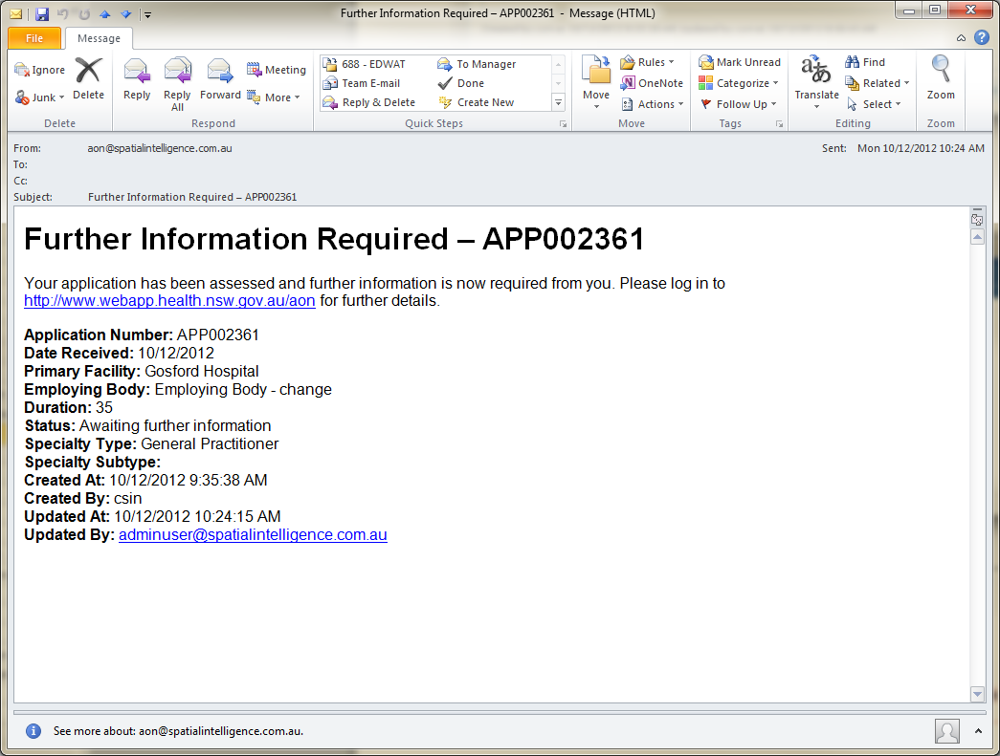 Further Information Required – APP002361 - Message (HTML)
File Message
Ignore
Junk
Delete
Delete
Reply
Reply All
Forward
Meeting
More
Respond
688 - EDWAT
Team E-mail
Reply & Delete
To Manager
Done
Create New
Quick Steps
Move
Rules
OneNote
Actions
Move
Mark Unread
Categorize
Follow Up
Tags
Translate
Find
Related
Select
Editing
Zoom
Zoom
From: aon@spatialintelligence.com.au Sent: Mon 10/12/2012 10:24 AM
To:
Cc:
Subject: Further Information Required – APP002361
Further Information Required – APP002361
Your application has been assessed and further information is now required from you. Please log in to
http://www.webapp.health.nsw.gov.au/aon for further details.
Application Number: APP002361
Date Received: 10/12/2012
Primary Facility: Gosford Hospital
Employing Body: Employing Body - change
Duration: 35
Status: Awaiting further information
Specialty Type: General Practitioner
Specialty Subtype:
Created At: 10/12/2012 9:35:38 AM
Created By: csin
Updated At: 10/12/2012 10:24:15 AM
Updated By: adminuser@spatialintelligence.com.au
See more about: aon@spatialintelligence.com.au.